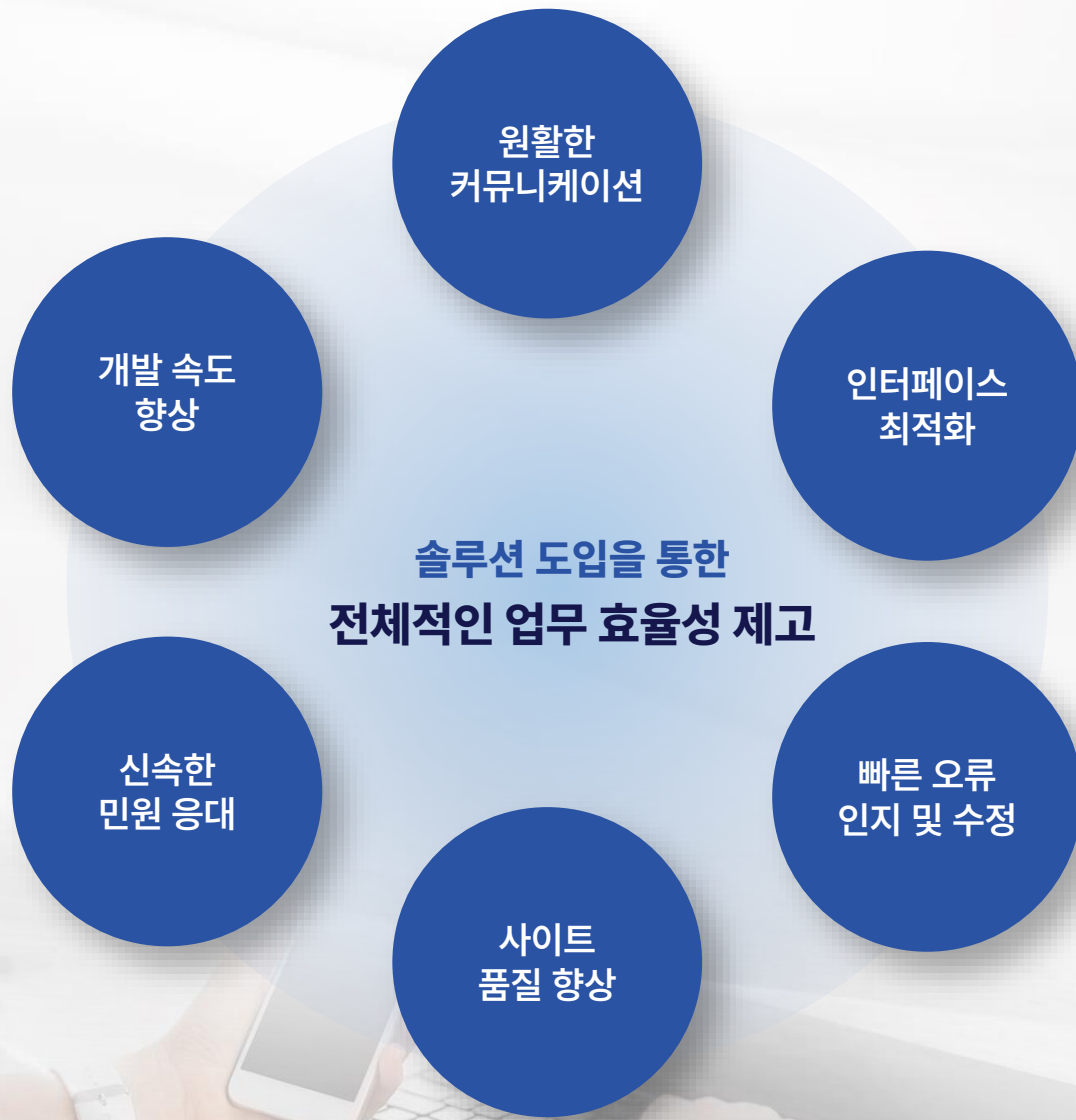 원활한
커뮤니케이션
개발 속도
향상
인터페이스
최적화
솔루션 도입을 통한
전체적인 업무 효율성 제고
신속한
민원 응대
빠른 오류
인지 및 수정
사이트
품질 향상